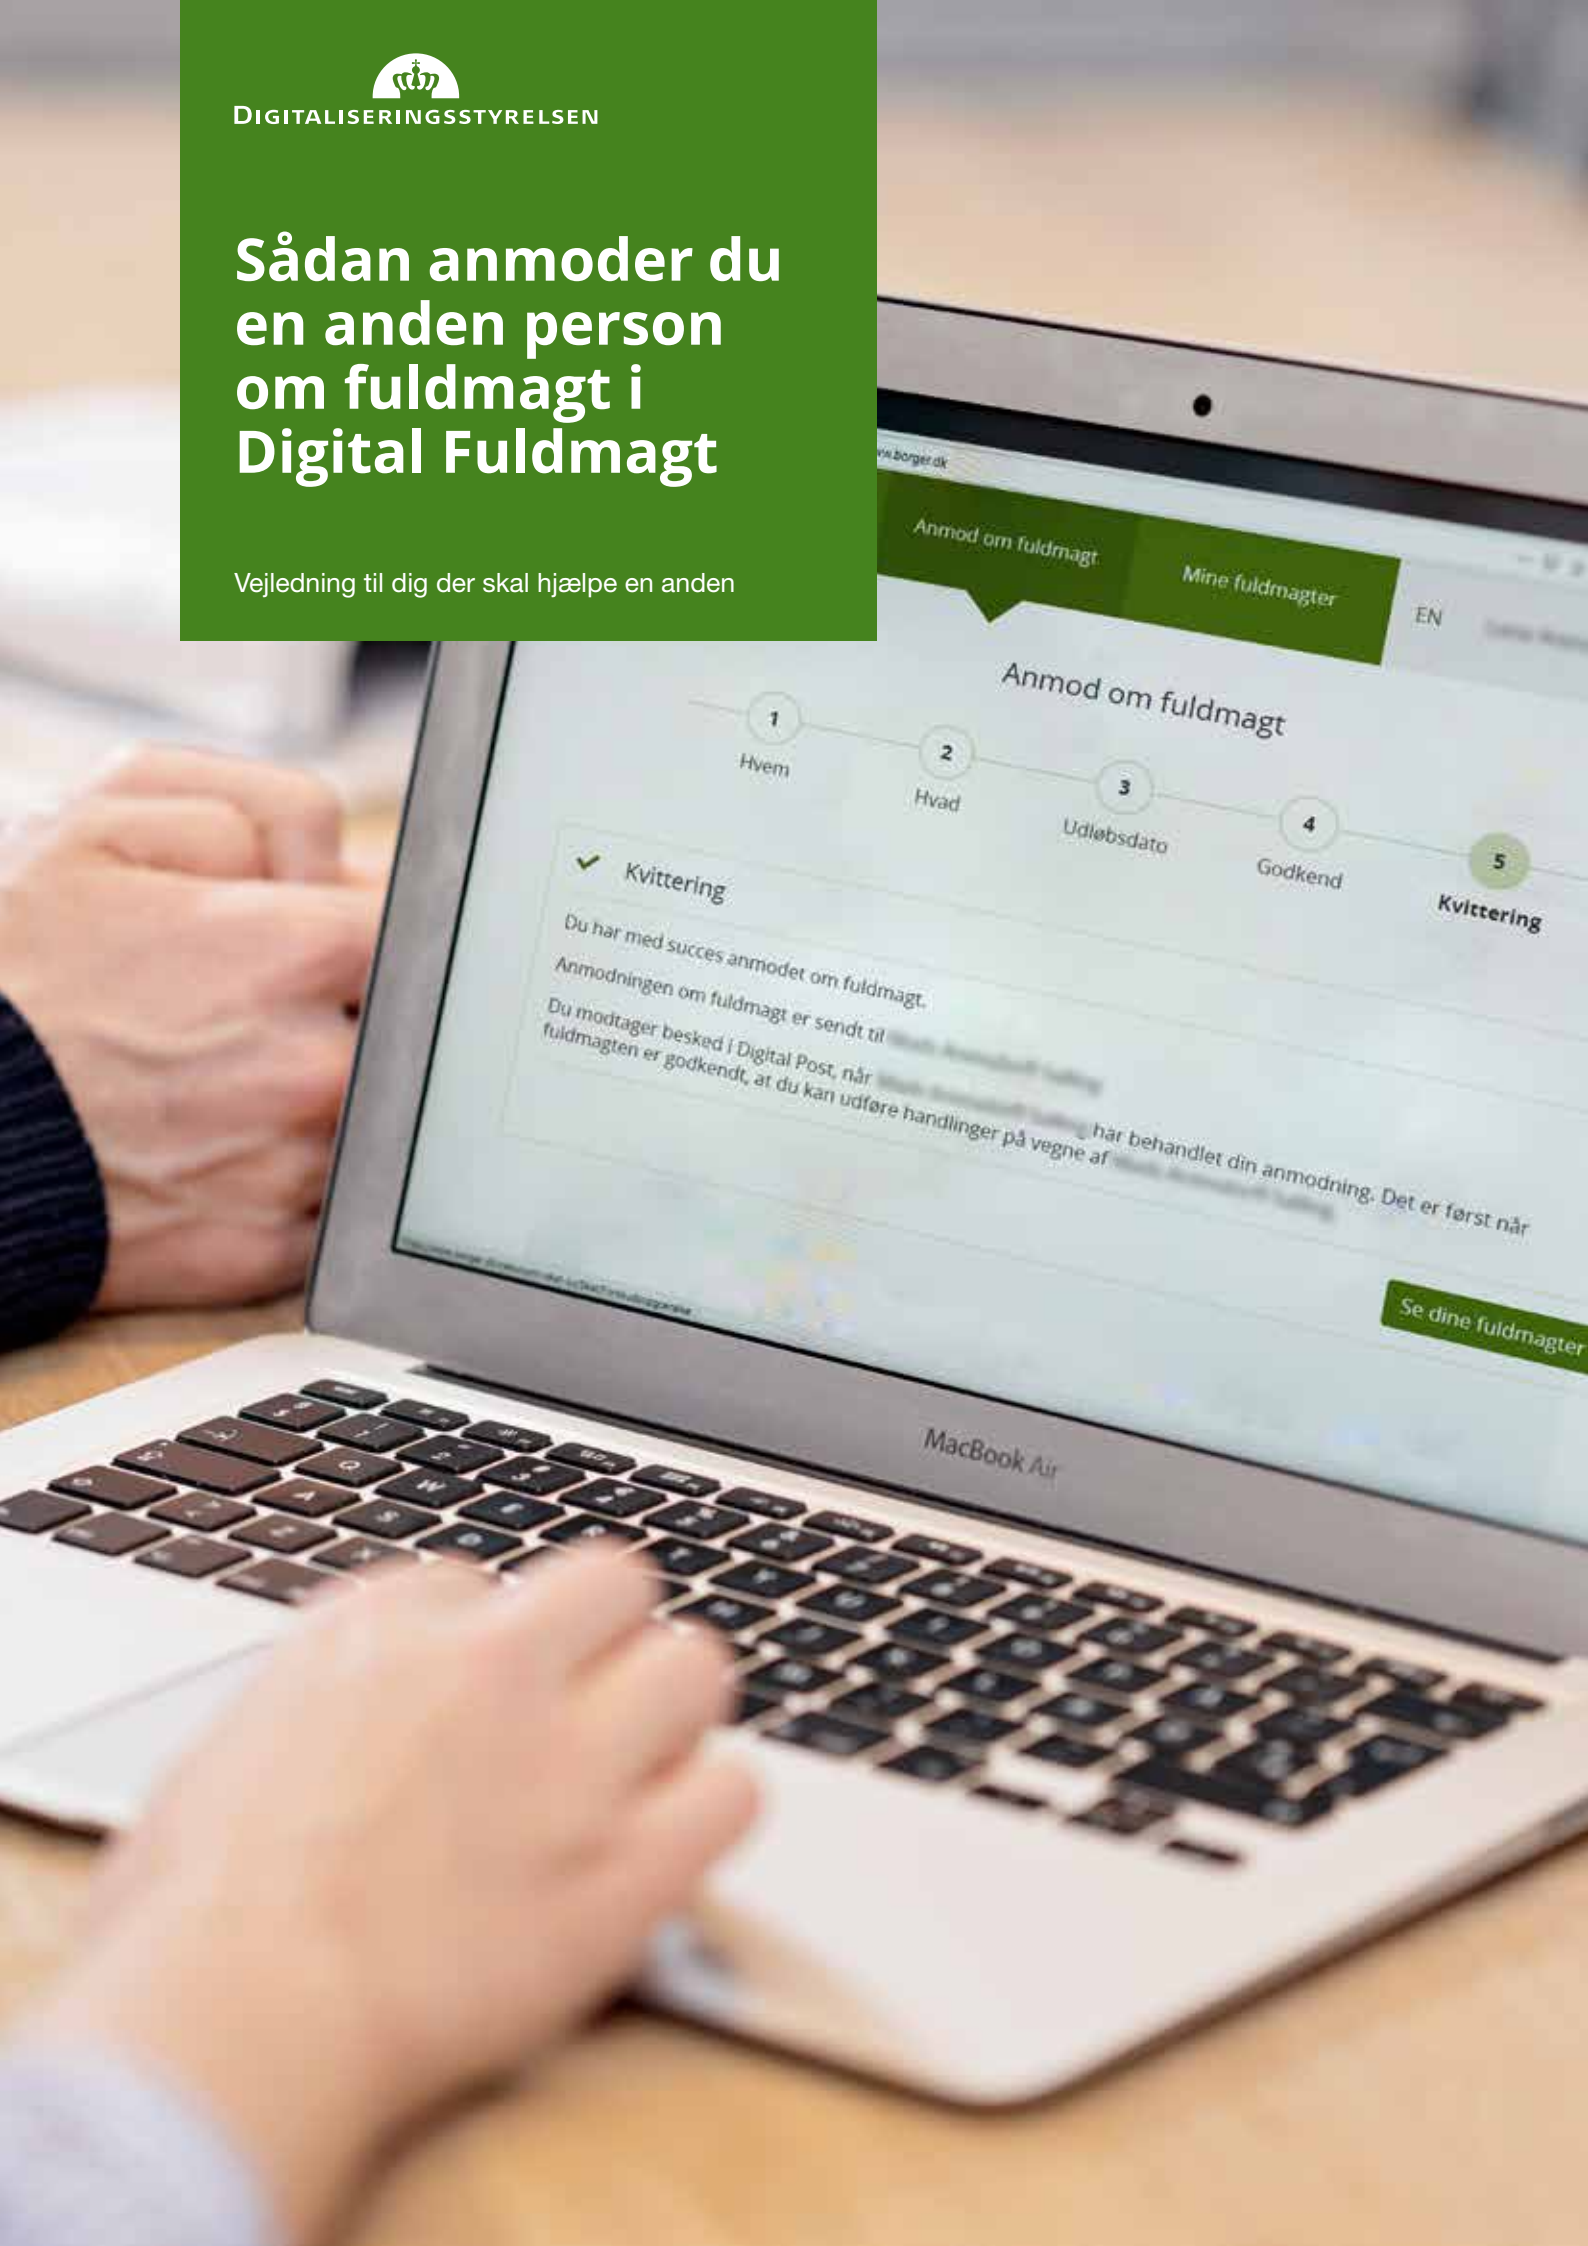 DIGITALISERINGSSTYRELSEN
Sådan anmoder du
en anden person
om fuldmagt i
Digital Fuldmagt
Vejledning til dig der skal hjælpe en anden
Anmod om fuldmagt
Mine fuldmagter
EN
Anmod om fuldmagt
1
Hvem
2
Hvad
3
Udløbsdato
4
Godkend
5
Kvittering
Kvittering
Du har med succes anmodet om fuldmagt.
Anmodningen om fuldmagt er sendt til
Du modtager besked i Digital Post, når har behandlet din anmodning. Det er først når
fuldmagten er godkendt, at du kan udføre handlinger på vegne af
Se dine fuldmagter
MacBook Air
Q
W
A
S